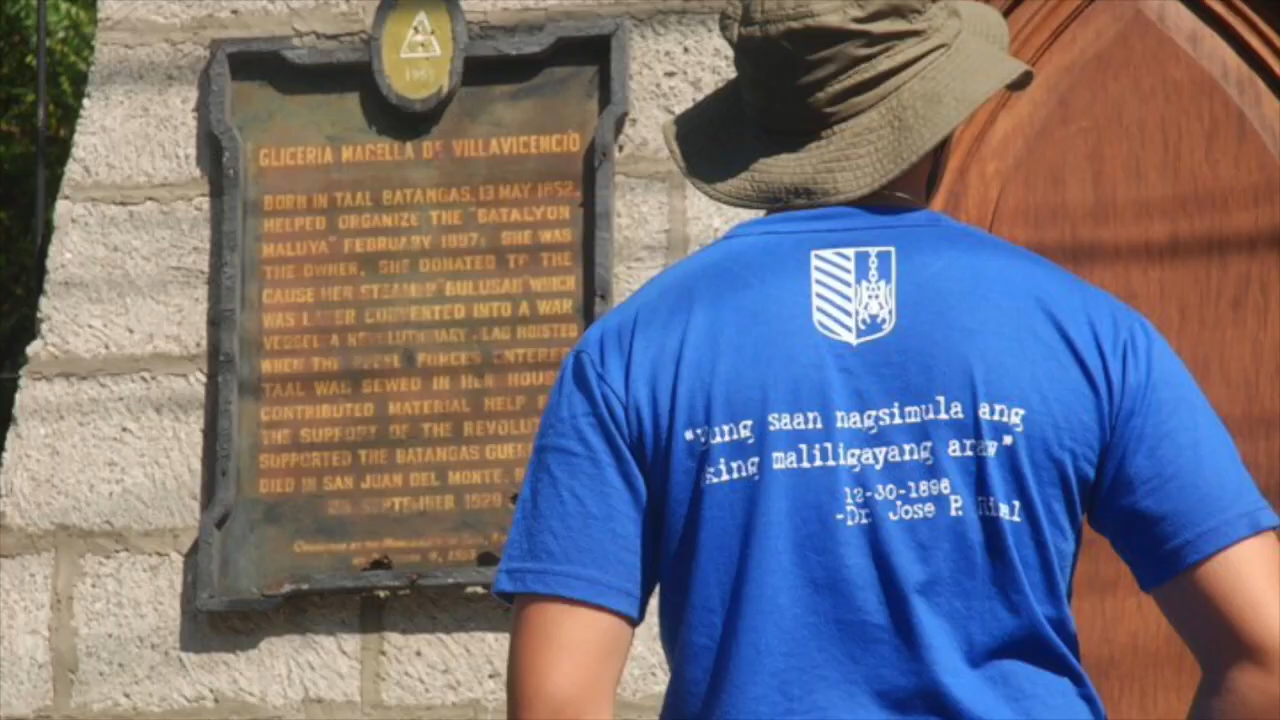 1957
GLICERIA MARELLA DE VILLAVICENCIO
BORN IN TAAL BATANGAS, 13 MAY 1852.
HELPED ORGANIZE THE "BATALYON
MALUYA" FEBRUARY 1897; SHE WAS
THE OWNER, SHE DONATED TO THE
CAUSE HER STEAMER "BULUSAN" WHICH
WAS LATER CONVERTED INTO A WAR
VESSEL. A REVOLUTIONARY FLAG HOISTED
WHEN THE FORCES ENTERED
TAAL WAS SEWED IN HER HOUSE
CONTRIBUTED MATERIAL HELP
THE SUPPORT OF THE
SUPPORTED THE BATANGAS
DIED IN SAN JUAN DEL MONTE,
SEPTEMBER 1929
"yung saan nagsimula ang
king maliligayang araw"
12-30-1896
-Dr. Jose P. Rizal